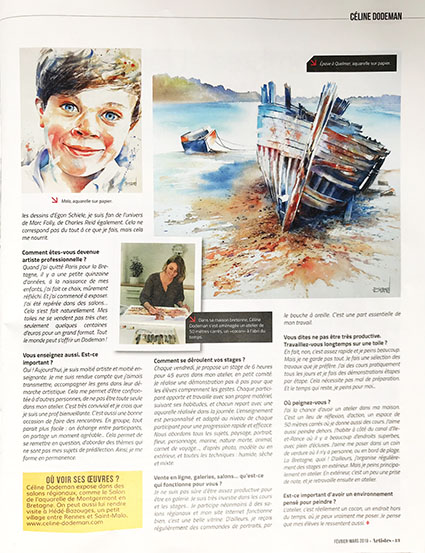 CÉLINE DODEMAN
Épave à Quelmer, aquarelle sur papier.
Melo, aquarelle sur papier.
les dessins d'Egon Schiele, je suis fan de l'univers
de Marc Folly, de Charles Reid également. Cela ne
correspond pas du tout à ce que je fais, mais cela
me nourrit.
Comment êtes-vous devenue
artiste professionnelle ?
Quand j'ai quitté Paris pour la Bre-
tagne, il y a une petite quinzaine
d'années, à la naissance de mes
enfants, j'ai fait ce choix, mûrement
réfléchi. Et j'ai commencé à exposer.
J'ai été repérée dans des salons...
Cela s'est fait naturellement. Mes
toiles ne se vendent pas très cher,
seulement quelques centaines
d'euros pour un grand format. Tout
le monde peut s'offrir un Dodeman !
Dans sa maison bretonne, Céline
Dodeman s'est aménagée un atelier de
50 mètres carrés, un «cocon» à l'abri du
temps.
Vous enseignez aussi. Est-ce
important ?
Oui ! Aujourd'hui, je suis moitié artiste et moitié en-
seignante. Je me suis rendue compte que j'aimais
transmettre, accompagner les gens dans leur dé-
marche artistique. Cela me permet d'être confron-
tée à d'autres personnes, de ne pas être toute seule
dans mon atelier. C'est très convivial et je crois que
je suis une prof bienveillante. C'est aussi une bonne
occasion de faire des rencontres. En groupe, tout
parait plus facile : on échange entre participants,
on partage un moment agréable... Cela permet de
se remettre en question, d'aborder des thèmes qui
ne sont pas mes sujets de prédilection. Ainsi, je me
forme en permanence.
OÙ VOIR SES ŒUVRES ?
Céline Dodeman expose dans des
salons régionaux, comme le Salon
de l'aquarelle de Montgermont en
Bretagne. On peut aussi lui rendre
visite à Hédé-Bazouges, un petit
village entre Rennes et Saint-Malo.
www.celine-dodeman.com
Comment se déroulent vos stages ?
Chaque vendredi, je propose un stage de 6 heures
pour 45 euros dans mon atelier, en petit comité.
Je réalise une démonstration pas à pas pour que
les élèves comprennent les gestes. Chaque partici-
pant apporte et travaille avec son propre matériel,
suivant ses habitudes, et chacun repart avec une
aquarelle réalisée dans la journée. L'enseignement
est personnalisé et adapté au niveau de chaque
participant pour une progression rapide et efficace.
Nous abordons tous les sujets, paysage, portrait,
fleur, personnage, marine, nature morte, animal,
carnet de voyage ... d'après photo, modèle ou en
extérieur, et toutes les techniques : humide, sèche
et mixte.
Vente en ligne, galeries, salons... qu'est-ce
qui fonctionne pour vous ?
Je ne suis pas sûre d'être assez productive pour
être en galerie. Je suis très investie dans les cours
et les stages. Je participe néanmoins à des sa-
lons régionaux et mon site Internet fonctionne
bien, c'est une belle vitrine. D'ailleurs, je reçois
régulièrement des commandes de portraits, par
le bouche à oreille. C'est une part essentielle de
mon travail.
Vous dites ne pas être très productive.
Travaillez-vous longtemps sur une toile ?
En fait, non, c'est assez rapide et je peins beaucoup.
Mais je ne garde pas tout. Je fais une sélection des
travaux que je préfère. J'ai des cours pratiquement
tous les jours et je fais des démonstrations étapes
par étape. Cela nécessite pas mal de préparation.
Et le temps qui reste, je peins pour moi...
Où peignez-vous ?
J'ai la chance d'avoir un atelier dans ma maison.
C'est un lieu de réflexion, d'action, un espace de
50 mètres carrés où je donne aussi des cours. J'aime
aussi peindre dehors. J'habite à côté du canal d'Ille-
et-Rance où il y a beaucoup d'endroits superbes,
avec plein d'écluses. J'aime me poser dans un coin
de verdure où il n'y a personne, ou en bord de plage.
La Bretagne, quoi ! D'ailleurs, j'organise régulière-
ment des stages en extérieur. Mais je peins principa-
lement en atelier. En extérieur, c'est un peu une prise
de notes, et je retravaille ensuite en atelier.
Est-ce important d'avoir un environnement
pensé pour peindre ?
L'atelier, c'est réellement un cocon, un endroit hors
du temps, où je peux vraiment me poser. Je pense
que mes élèves le ressentent aussi.
FÉVRIER-MARS 2018 - Artistes - 23